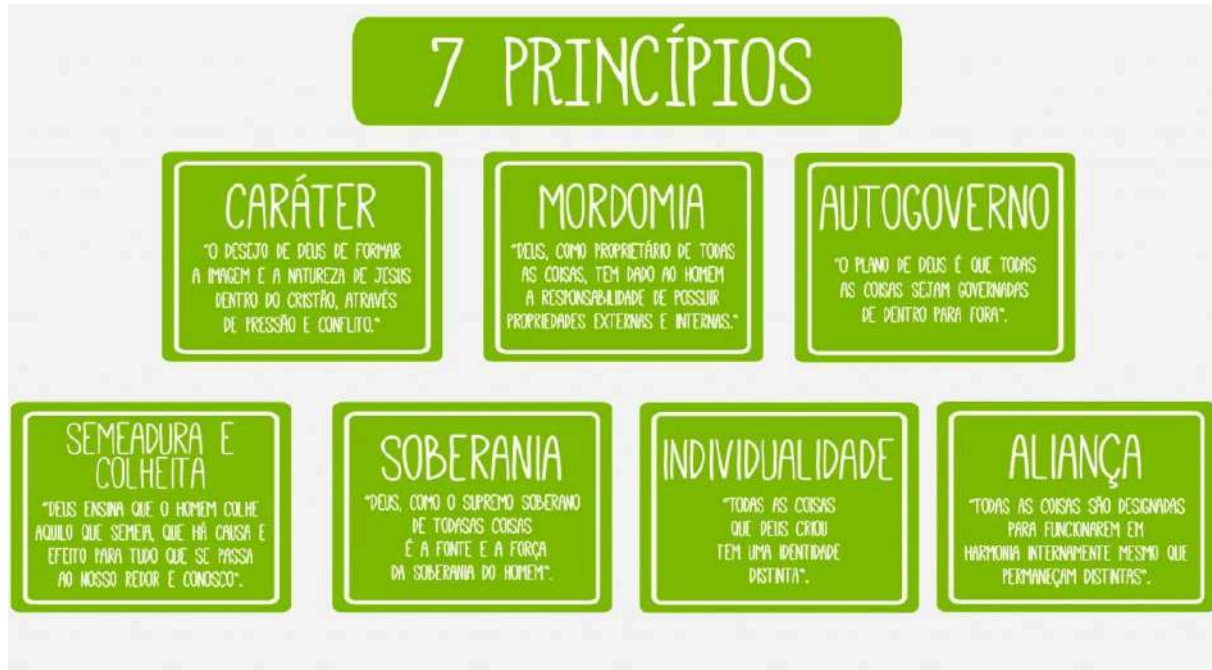 7 PRINCÍPIOS
CARÁTER
"O DESEJO DE DEUS DE FORMAR
A IMAGEM E A NATUREZA DE JESUS
DENTRO DO CRISTÃO, ATRAVÉS
DE PRESSÃO E CONFLITO."
MORDOMIA
"DEUS, COMO PROPRIETÁRIO DE TODAS
AS COISAS, TEM DADO AO HOMEM
A RESPONSABILIDADE DE POSSUIR
PROPRIEDADES EXTERNAS E INTERNAS."
AUTOGOVERNO
"O PLANO DE DEUS É QUE TODAS
AS COISAS SEJAM GOVERNADAS
DE DENTRO PARA FORA".
SEMEADURA E
COLHEITA
"DEUS ENSINA QUE O HOMEM COLHE
AQUILO QUE SEMEIA, QUE HÁ CAUSA E
EFEITO PARA TUDO QUE SE PASSA
AO NOSSO REDOR E CONOSCO".
SOBERANIA
"DEUS, COMO O SUPREMO SOBERANO
DE TODASAS COISAS
É A FONTE E A FORÇA
DA SOBERANIA DO HOMEM".
INDIVIDUALIDADE
"TODAS AS COISAS
QUE DEUS CRIOU
TEM UMA IDENTIDADE
DISTINTA".
ALIANÇA
"TODAS AS COISAS SÃO DESIGNADAS
PARA FUNCIONAREM EM
HARMONIA INTERNAMENTE MESMO QUE
PERMANEÇAM DISTINTAS".